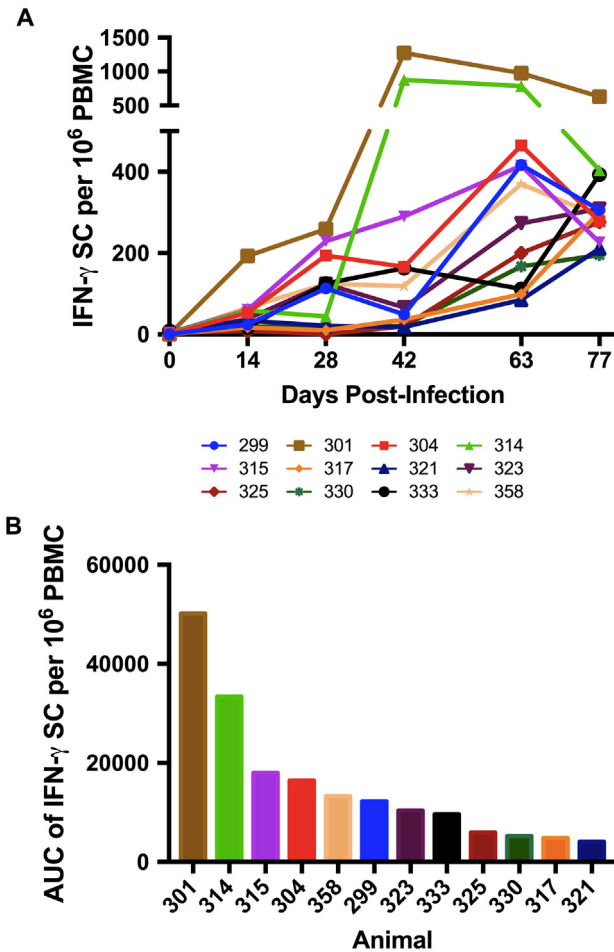 A
IFN-γ SC per 10⁶ PBMC
1500
1000
500
400
200
0
0 14 28 42 63 77
Days Post-Infection
299 301 304 314
315 317 321 323
325 330 333 358
B
AUC of IFN-γ SC per 10⁶ PBMC
60000
40000
20000
0
301 314 315 304 358 299 323 333 325 330 317 321
Animal